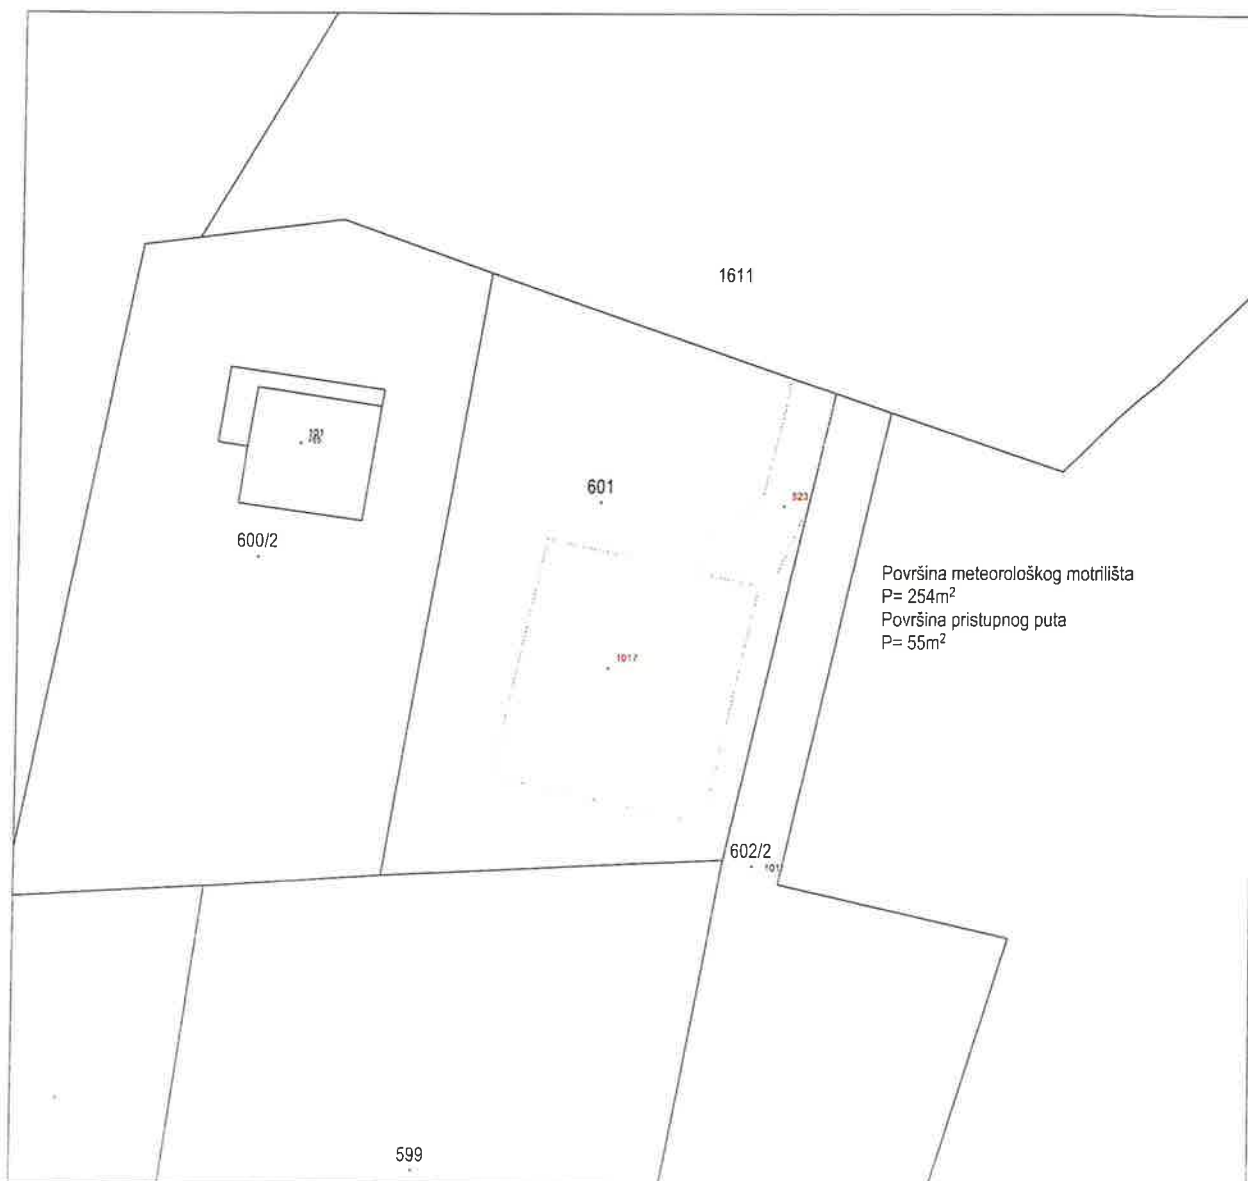 1611
601
523
600/2
Površina meteorološkog motrilišta
P= 254m²
Površina pristupnog puta
P= 55m²
1017
602/2
101
599